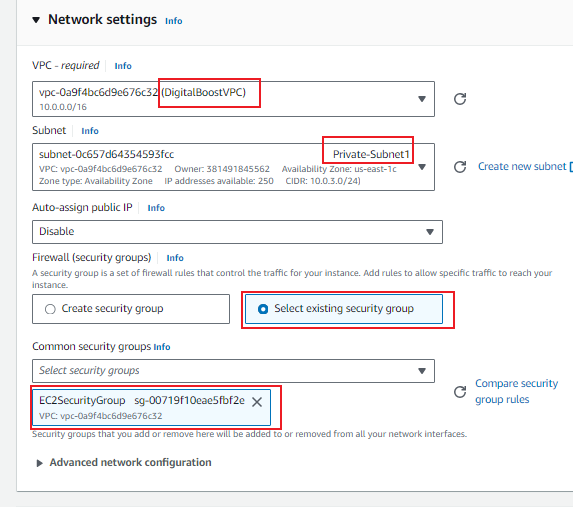 Network settings Info
VPC - required Info
vpc-0a9f4bc6d9e676c32 (DigitalBoostVPC)
10.0.0.0/16
Subnet Info
subnet-0c657d64354593fcc Private-Subnet1
VPC: vpc-0a9f4bc6d9e676c32 Owner: 381491845562 Availability Zone: us-east-1c
Zone type: Availability Zone IP addresses available: 250 CIDR: 10.0.3.0/24)
Create new subnet
Auto-assign public IP Info
Disable
Firewall (security groups) Info
A security group is a set of firewall rules that control the traffic for your instance. Add rules to allow specific traffic to reach your
instance.
Create security group
Select existing security group
Common security groups Info
Select security groups
EC2SecurityGroup sg-00719f10eae5fbf2e
VPC: vpc-0a9f4bc6d9e676c32
Compare security
group rules
Security groups that you add or remove here will be added to or removed from all your network interfaces.
Advanced network configuration